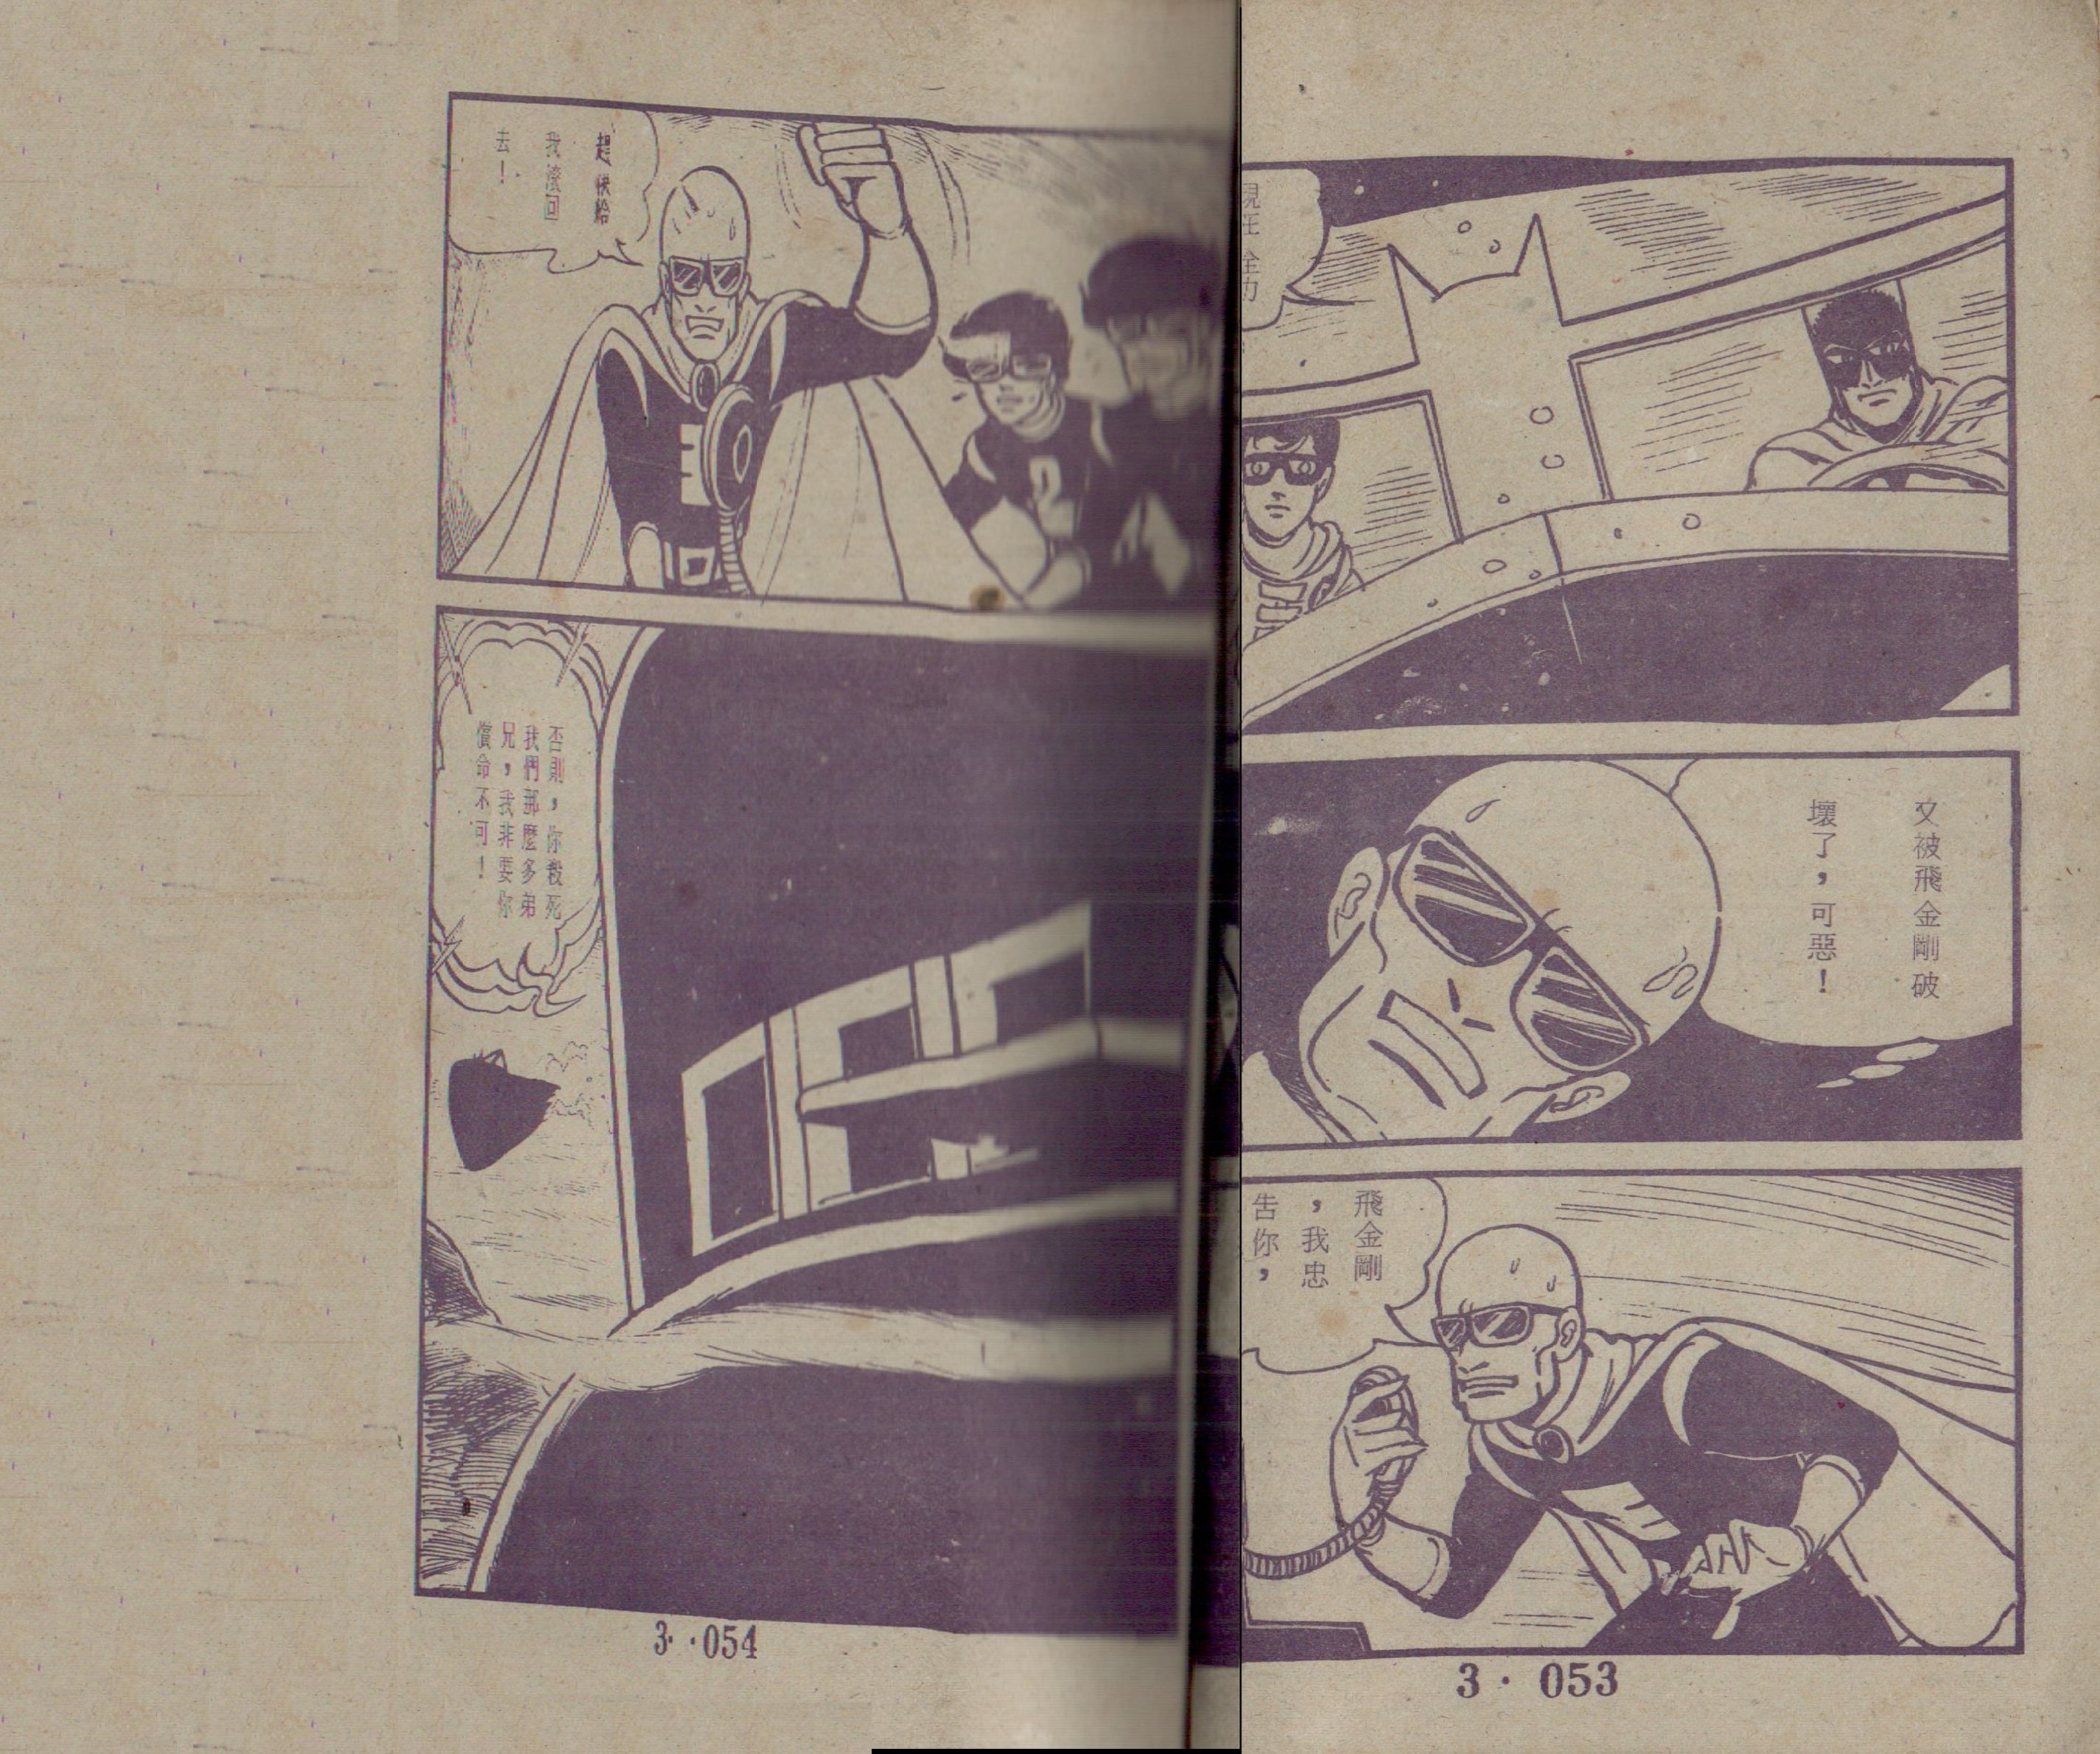 現在全力
又被飛金剛破
壞了，可惡！
飛金剛
，我忠
告你，
3·053
趕快給
我滾回
去！
否則，你殺死
我們那麼多弟
兄，我非要你
償命不可！
3·054